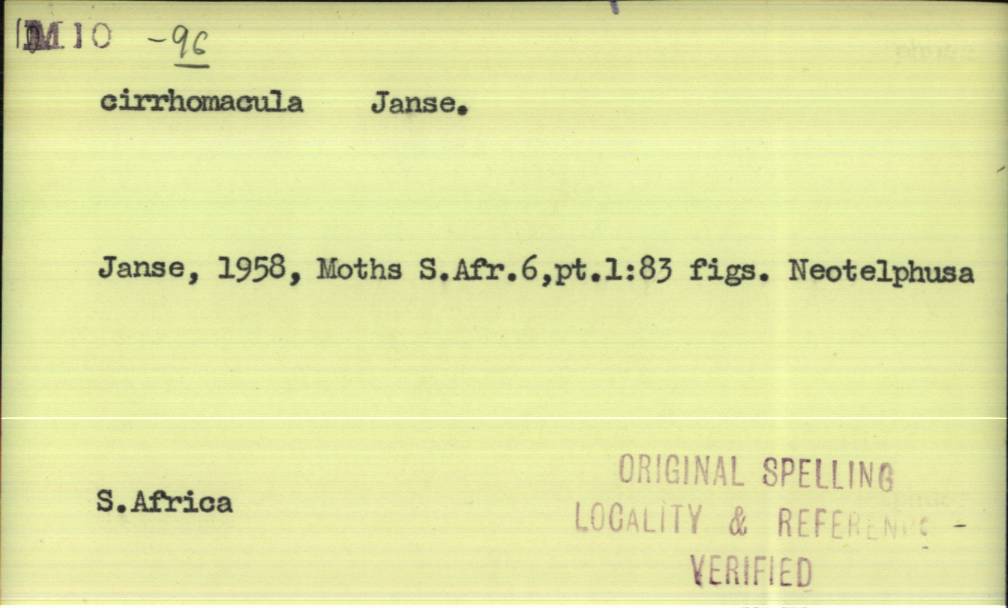 M10 -96
cirrhomacula Janse.
Janse, 1958, Moths S.Afr.6,pt.1:83 figs. Neotelphusa
S.Africa
ORIGINAL SPELLING
LOCALITY & REFERENCE -
VERIFIED